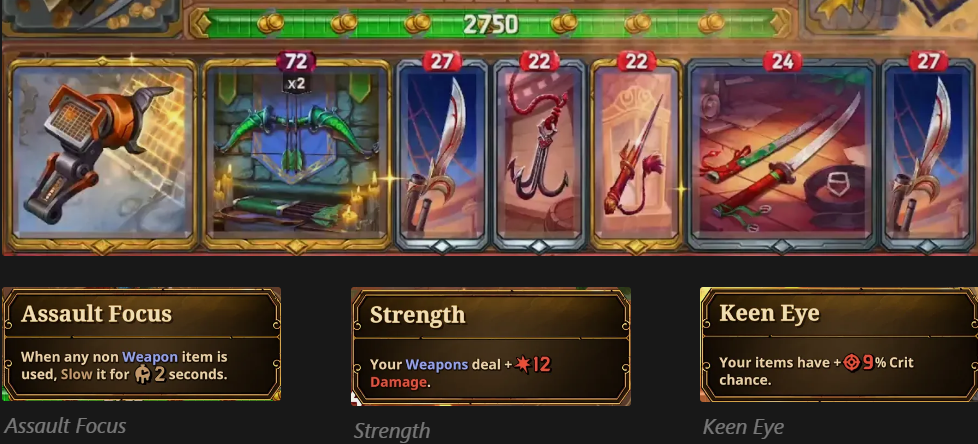 2750
72
x2
27
22
22
24
27
Assault Focus
When any non Weapon item is
used, Slow it for 2 seconds.
Strength
Your Weapons deal + 12
Damage.
Keen Eye
Your items have + 9% Crit
chance.
Assault Focus
Strength
Keen Eye